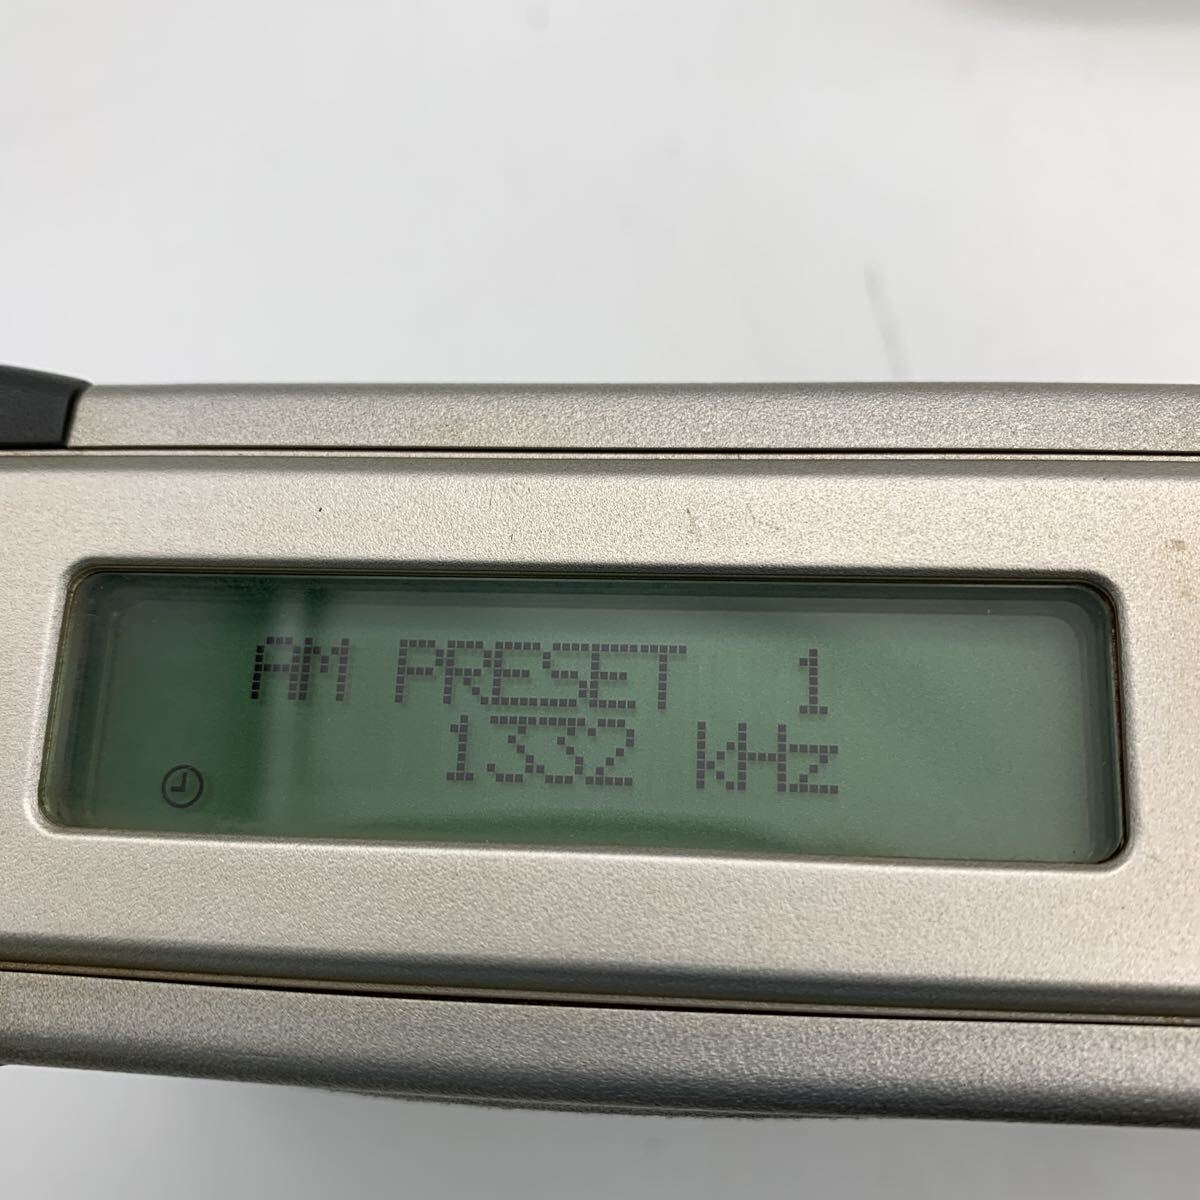 AM PRESET 1
1332 kHz